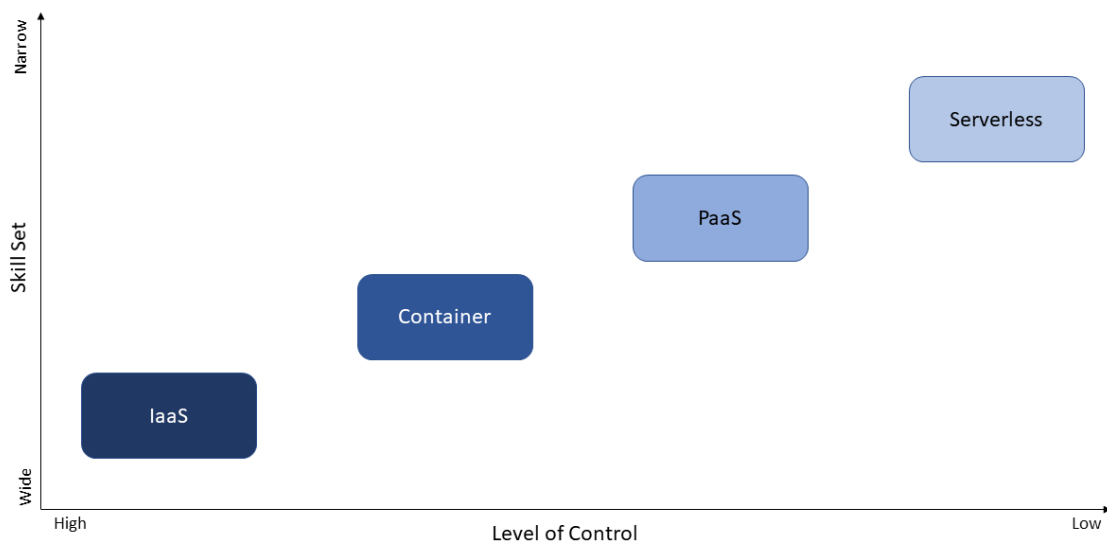 Narrow
Serverless
PaaS
Skill Set
Container
IaaS
Wide
High
Low
Level of Control